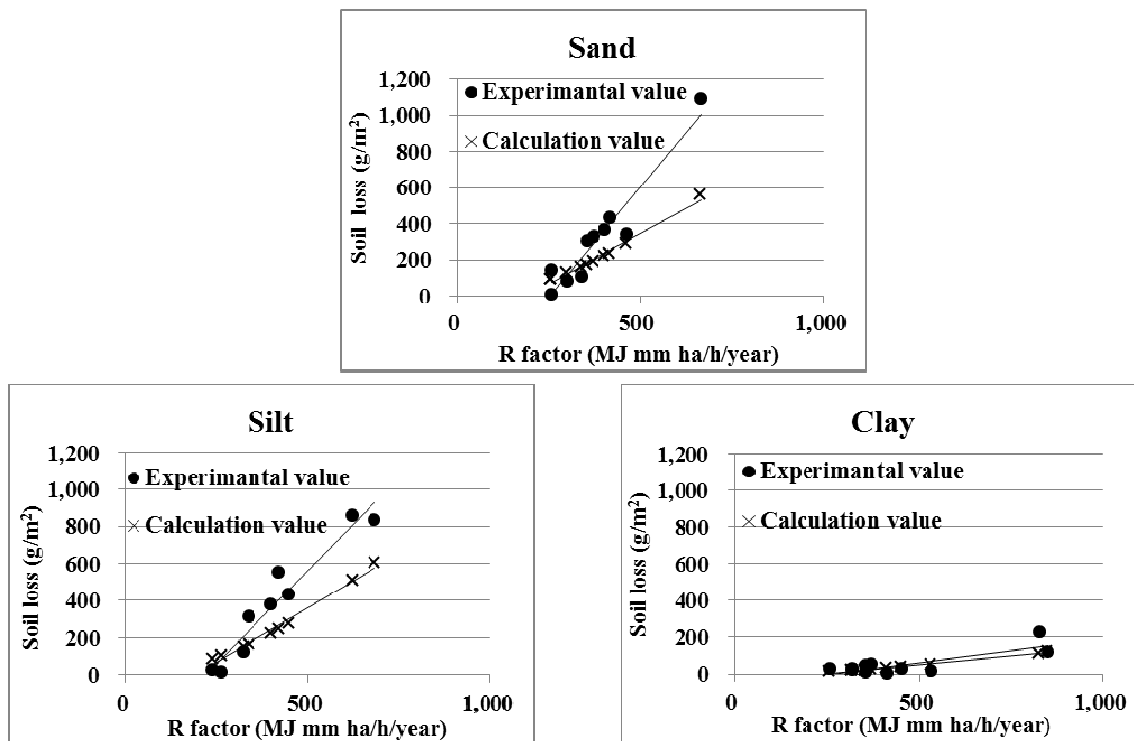 Sand
1,200
1,000
800
600
400
200
0
Soil loss (g/m²)
Experimantal value
Calculation value
0
500
1,000
R factor (MJ mm ha/h/year)
Silt
1,200
1,000
800
600
400
200
0
Soil loss (g/m²)
Experimantal value
Calculation value
0
500
1,000
R factor (MJ mm ha/h/year)
Clay
1,200
1,000
800
600
400
200
0
Soil loss (g/m²)
Experimantal value
Calculation value
0
500
1,000
R factor (MJ mm ha/h/year)